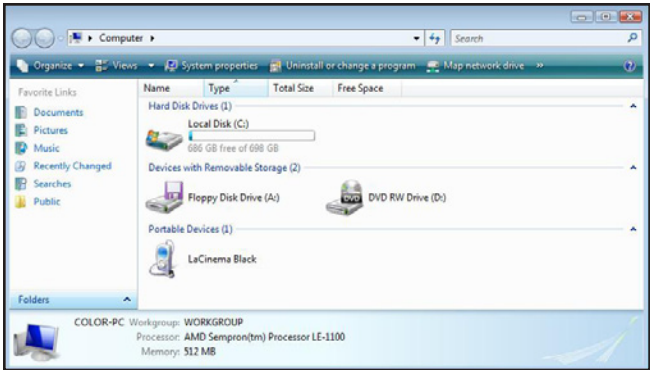 Computer
Search
Organize Views System properties Uninstall or change a program Map network drive »
Favorite Links
Documents
Pictures
Music
Recently Changed
Searches
Public
Folders
Name Type Total Size Free Space
Hard Disk Drives (1)
Local Disk (C:)
686 GB free of 698 GB
Devices with Removable Storage (2)
Floppy Disk Drive (A:) DVD RW Drive (D:)
DVD
Portable Devices (1)
LaCinema Black
COLOR-PC Workgroup: WORKGROUP
Processor: AMD Sempron(tm) Processor LE-1100
Memory: 512 MB